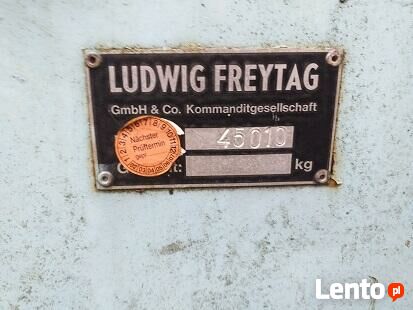 LUDWIG FREYTAG
GmbH & Co. Kommanditgesellschaft
45010
kg
Nächster
Prüftermin
Lento.pl